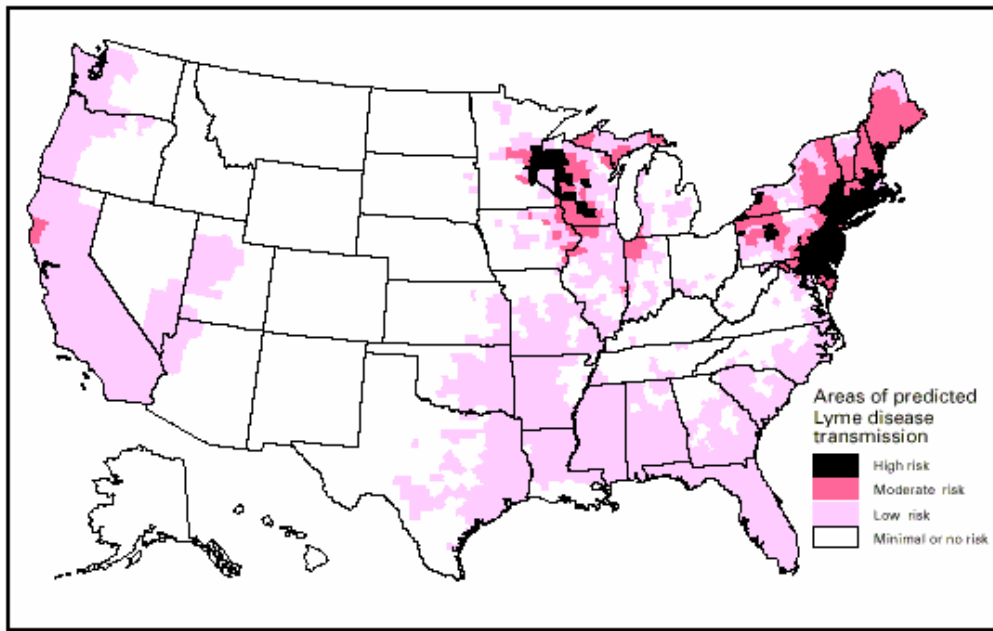 Areas of predicted
Lyme disease
transmission
High risk
Moderate risk
Low risk
Minimal or no risk